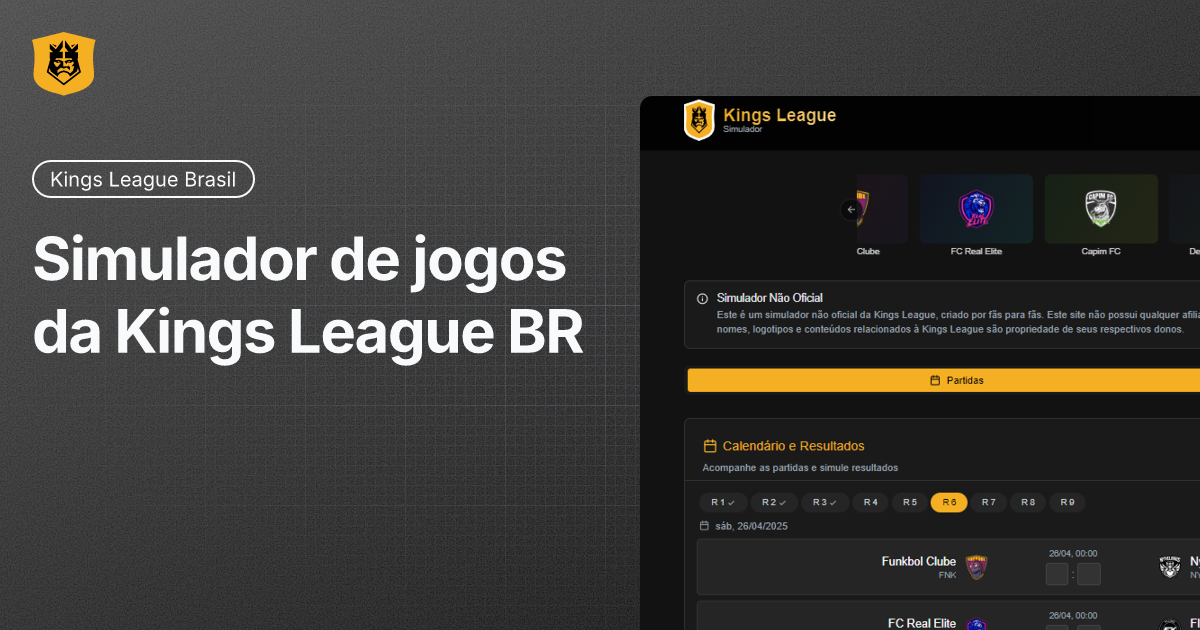 Kings League Brasil
Simulador de jogos
da Kings League BR
Kings League
Simulador
Clube
FC Real Elite
CAPIM FC
Capim FC
De
Simulador Não Oficial
Este é um simulador não oficial da Kings League, criado por fãs para fãs. Este site não possui qualquer afilia
nomes, logotipos e conteúdos relacionados à Kings League são propriedade de seus respectivos donos.
Partidas
Calendário e Resultados
Acompanhe as partidas e simule resultados
R1 R2 R3 R4 R5 R6 R7 R8 R9
sáb, 26/04/2025
26/04, 00:00
Funkbol Clube : Ny
FNK NY
26/04, 00:00
FC Real Elite